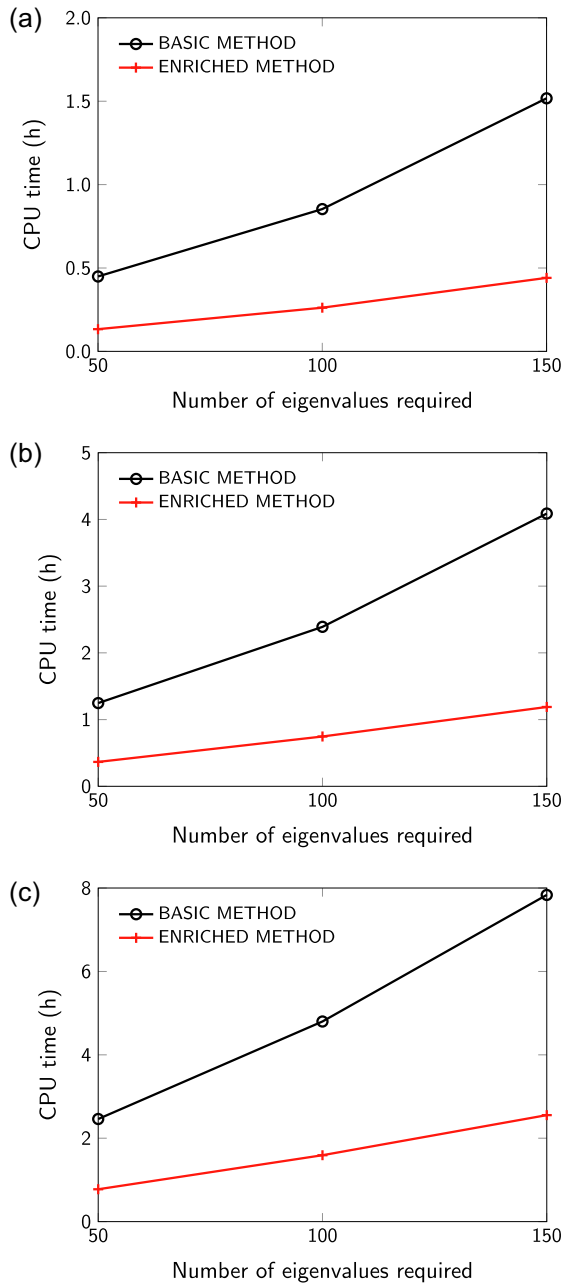 (a)
2.0
BASIC METHOD
ENRICHED METHOD
1.5
1.0
0.5
0.0
CPU time (h)
50
100
150
Number of eigenvalues required
(b)
5
BASIC METHOD
ENRICHED METHOD
4
3
2
1
0
CPU time (h)
50
100
150
Number of eigenvalues required
(c)
8
BASIC METHOD
ENRICHED METHOD
6
4
2
0
CPU time (h)
50
100
150
Number of eigenvalues required